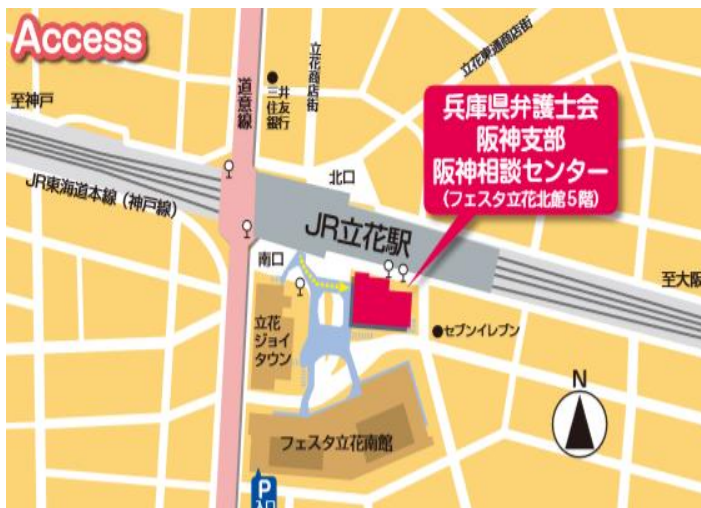 Access
至神戸
道意線
三井住友銀行
立花商店街
立花東通商店街
兵庫県弁護士会
阪神支部
阪神相談センター
(フェスタ立花北館5階)
JR東海道本線(神戸線)
北口
JR立花駅
南口
至大阪
立花
ジョイ
タウン
セブンイレブン
N
フェスタ立花南館
P
入口